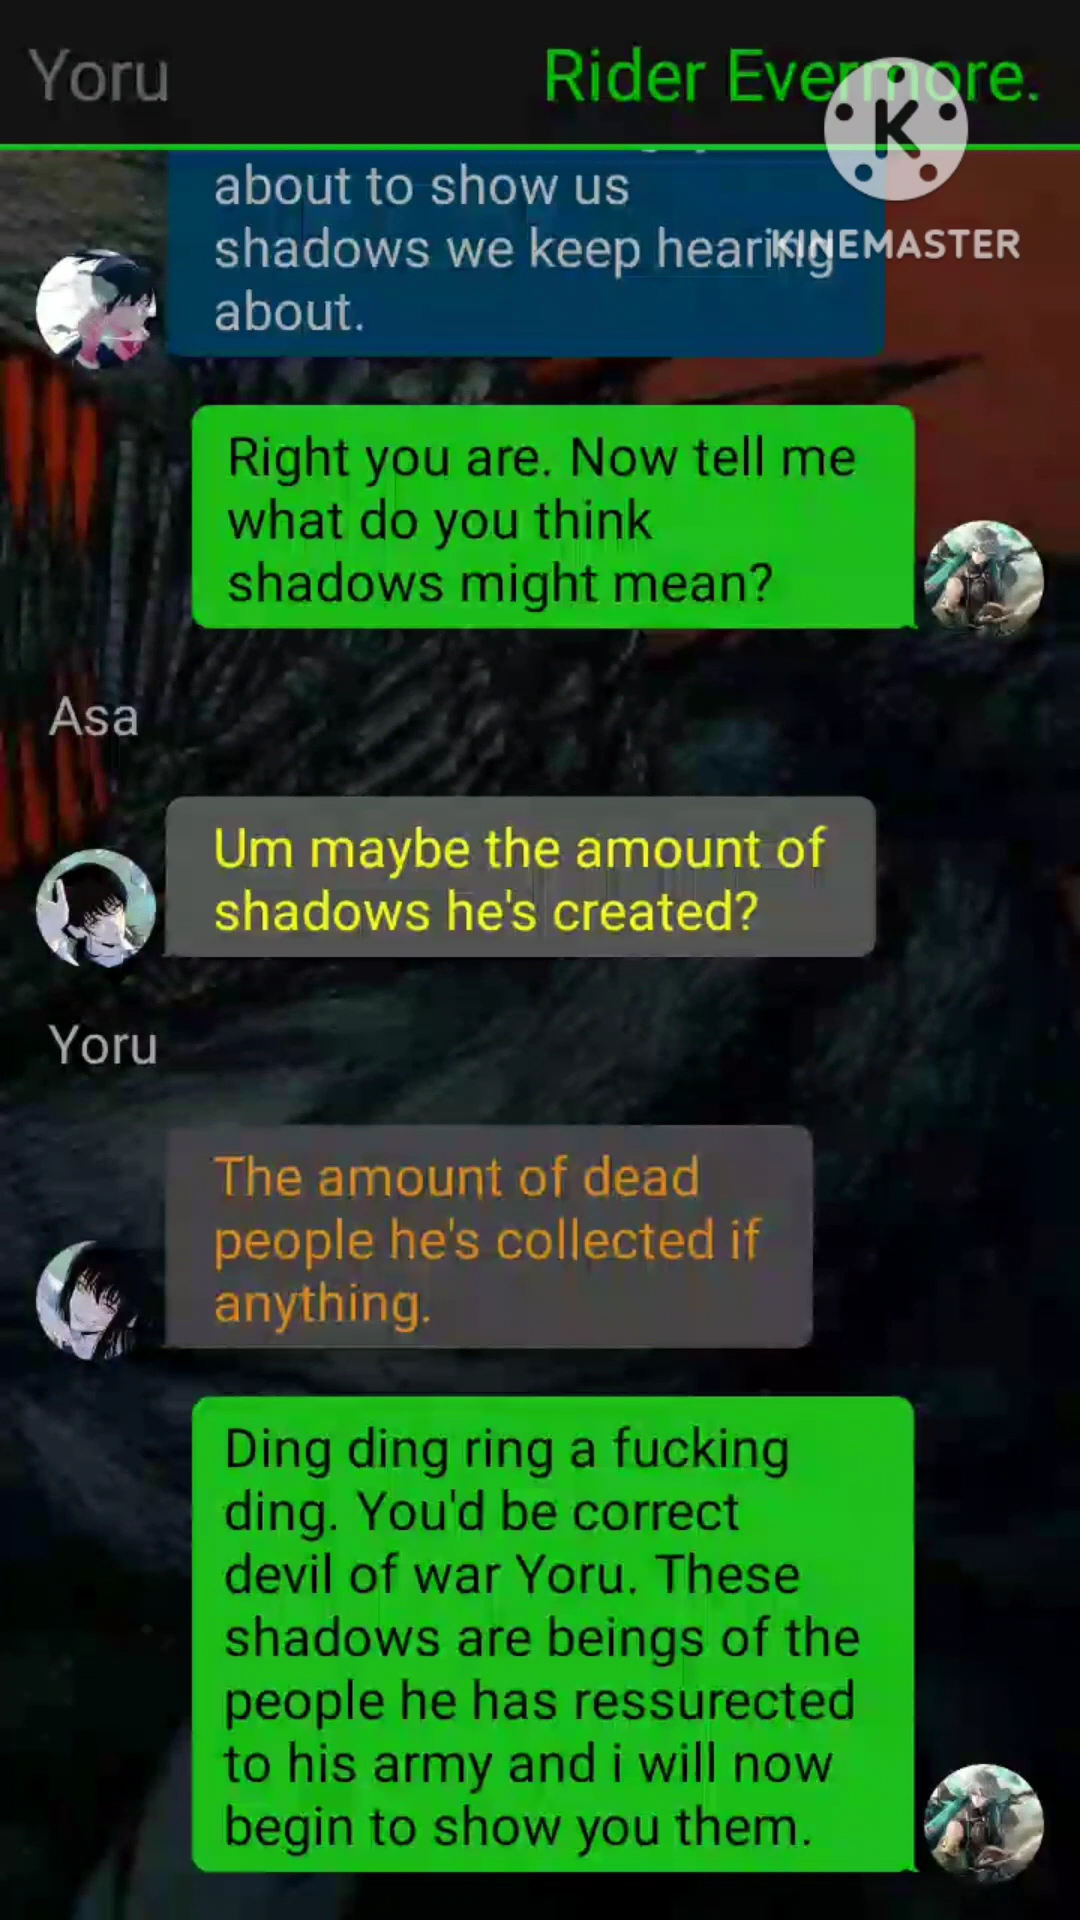 Yoru
Rider Evermore.
KINEMASTER
about to show us
shadows we keep hearing
about.
Right you are. Now tell me
what do you think
shadows might mean?
Asa
Um maybe the amount of
shadows he's created?
Yoru
The amount of dead
people he's collected if
anything.
Ding ding ring a fucking
ding. You'd be correct
devil of war Yoru. These
shadows are beings of the
people he has ressurected
to his army and i will now
begin to show you them.